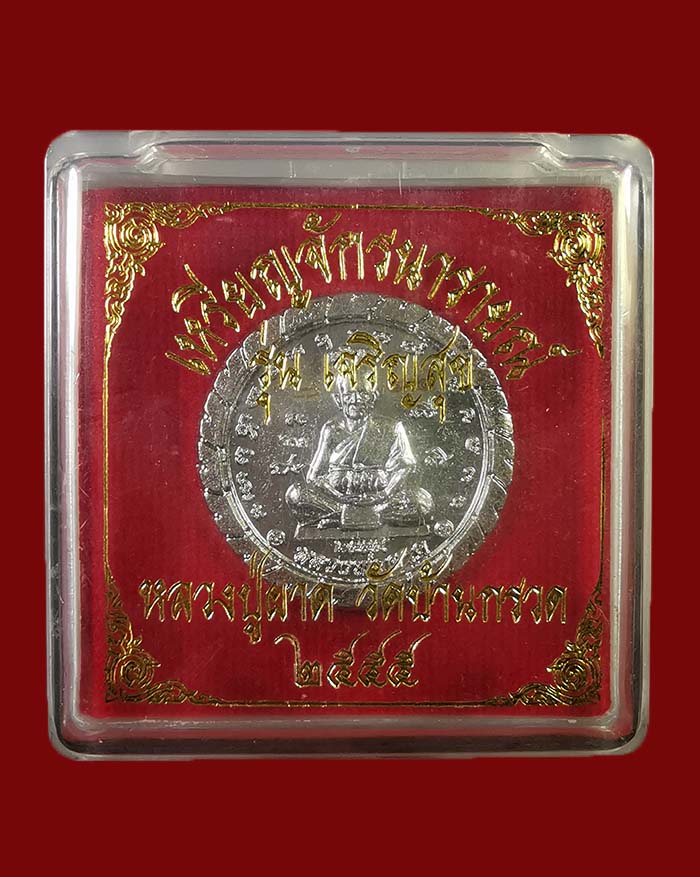 เหรียญจักรนารายณ์
รุ่น เจริญสุข
หลวงปู่ผาด วัดบ้านกรวด
๒๕๕๕